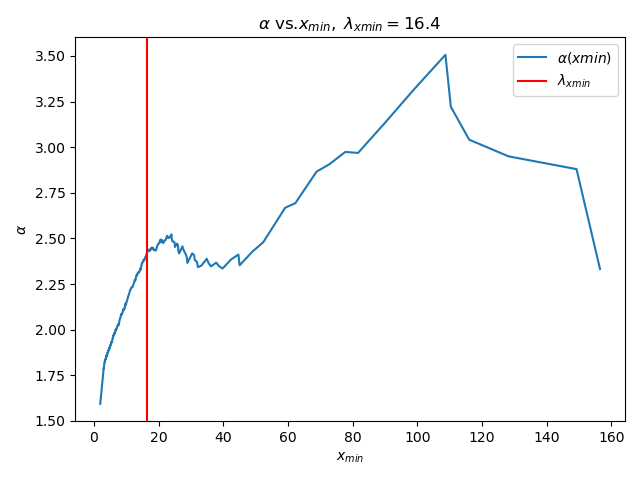 α vs.x_min, λ_xmin = 16.4
α(xmin)
λ_xmin
3.50
3.25
3.00
2.75
2.50
2.25
2.00
1.75
1.50
α
0 20 40 60 80 100 120 140 160
x_min